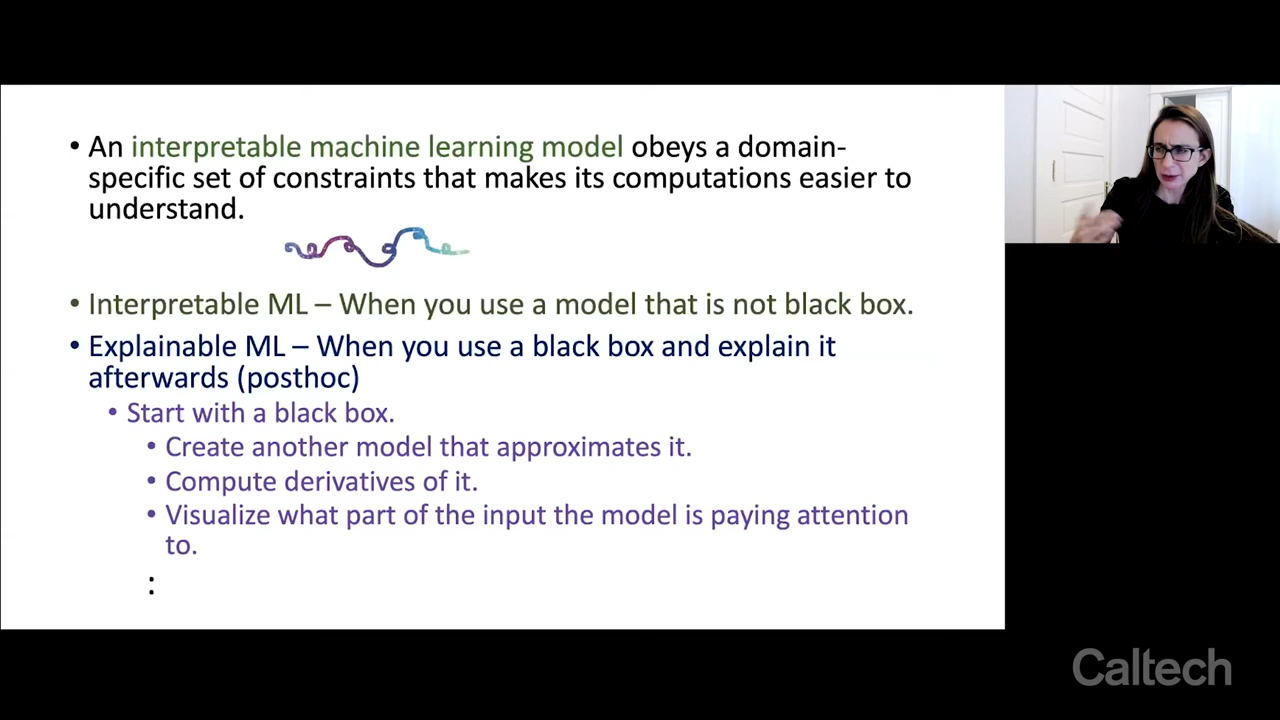 • An interpretable machine learning model obeys a domain-
specific set of constraints that makes its computations easier to
understand.
• Interpretable ML – When you use a model that is not black box.
• Explainable ML – When you use a black box and explain it
afterwards (posthoc)
• Start with a black box.
• Create another model that approximates it.
• Compute derivatives of it.
• Visualize what part of the input the model is paying attention
to.
:
Caltech